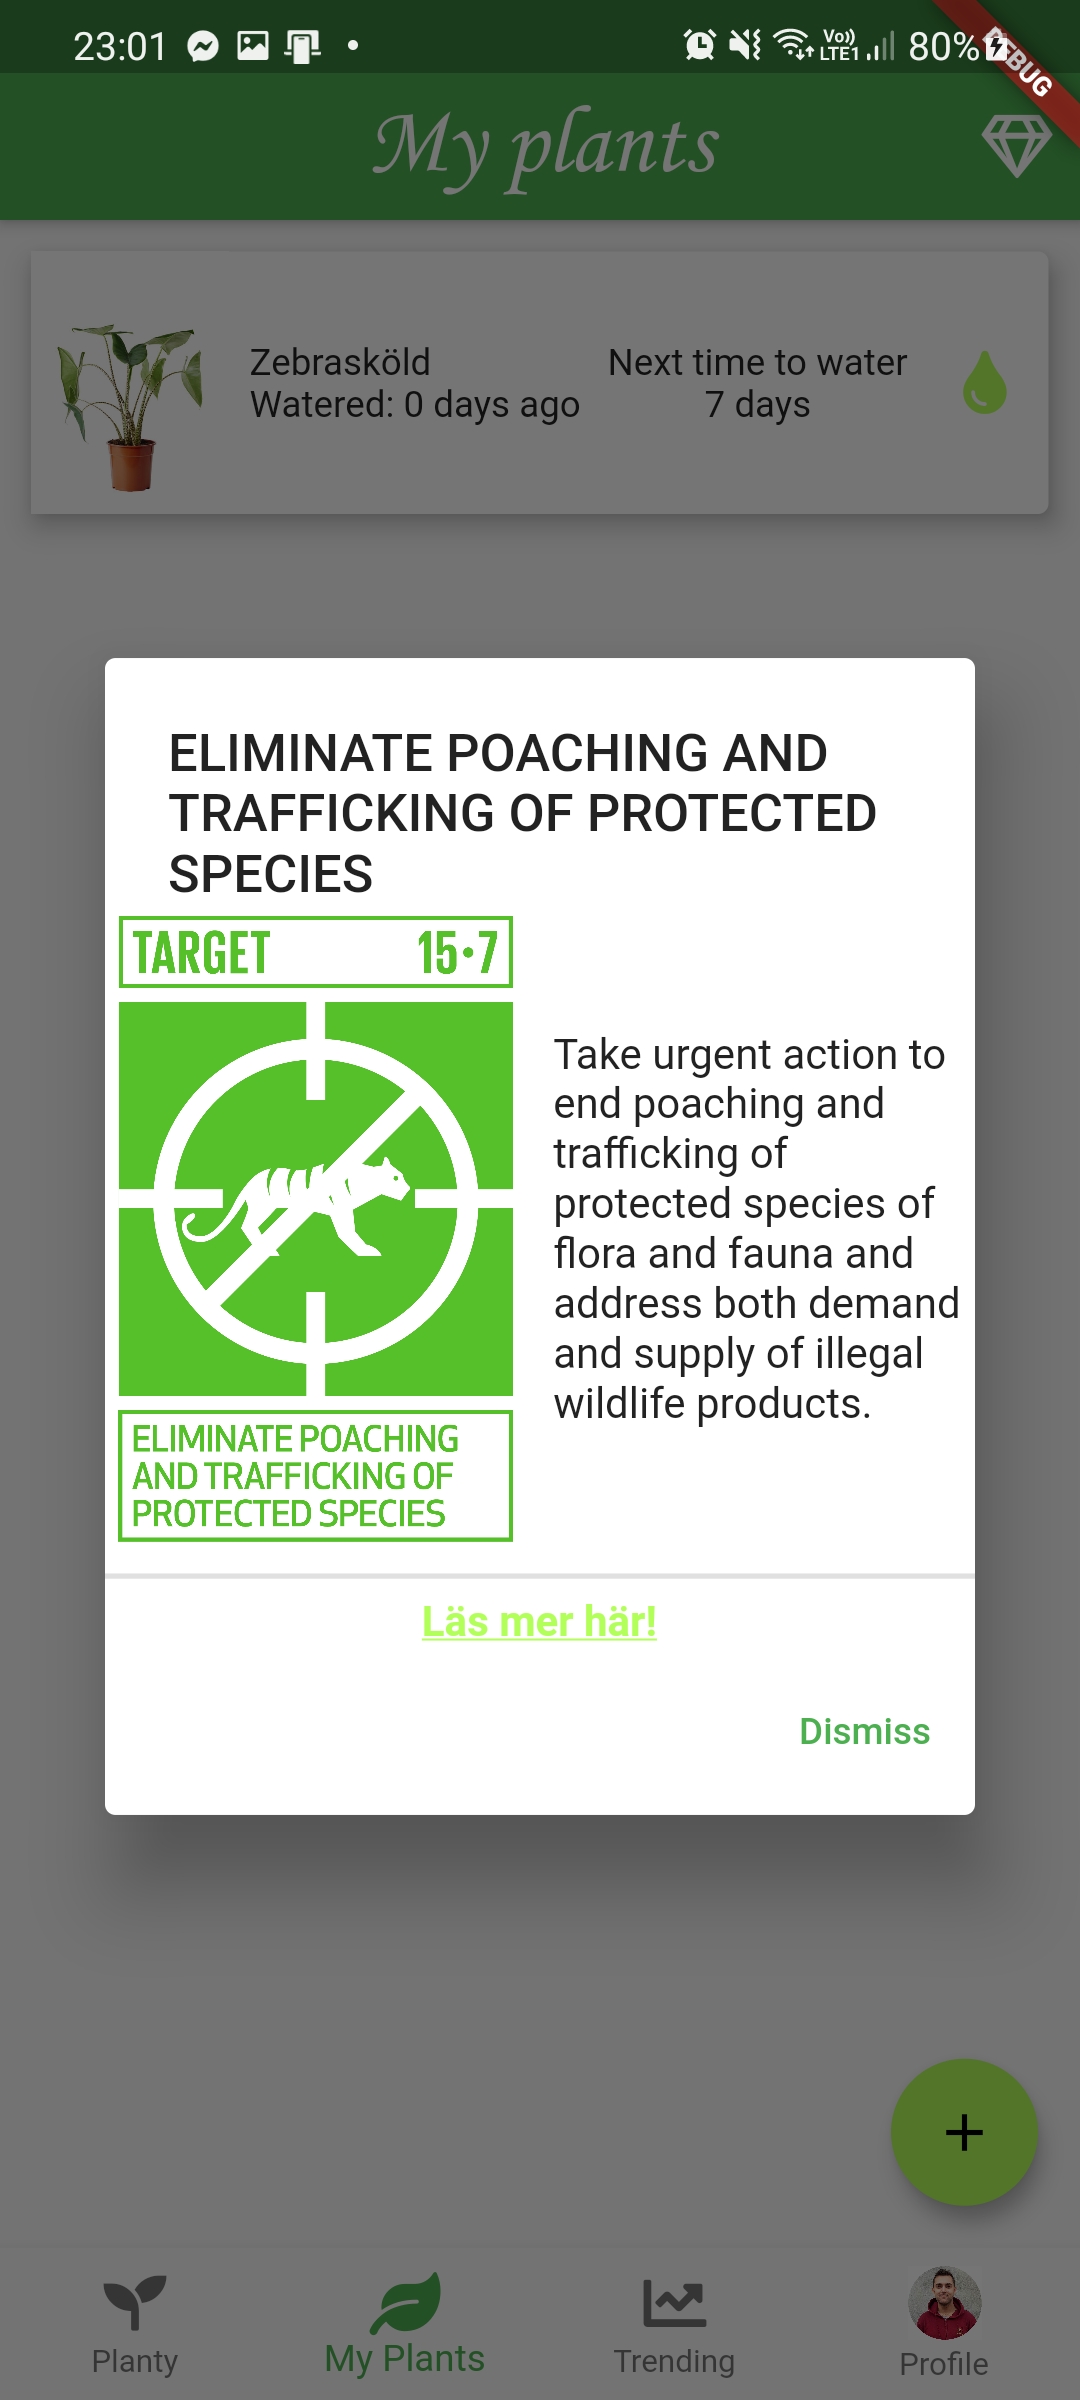 23:01
Vo)) LTE1
80%
DEBUG
My plants
Zebrasköld
Watered: 0 days ago
Next time to water
7 days
ELIMINATE POACHING AND
TRAFFICKING OF PROTECTED
SPECIES
TARGET 15·7
Take urgent action to
end poaching and
trafficking of
protected species of
flora and fauna and
address both demand
and supply of illegal
wildlife products.
ELIMINATE POACHING
AND TRAFFICKING OF
PROTECTED SPECIES
Läs mer här!
Dismiss
Planty
My Plants
Trending
Profile